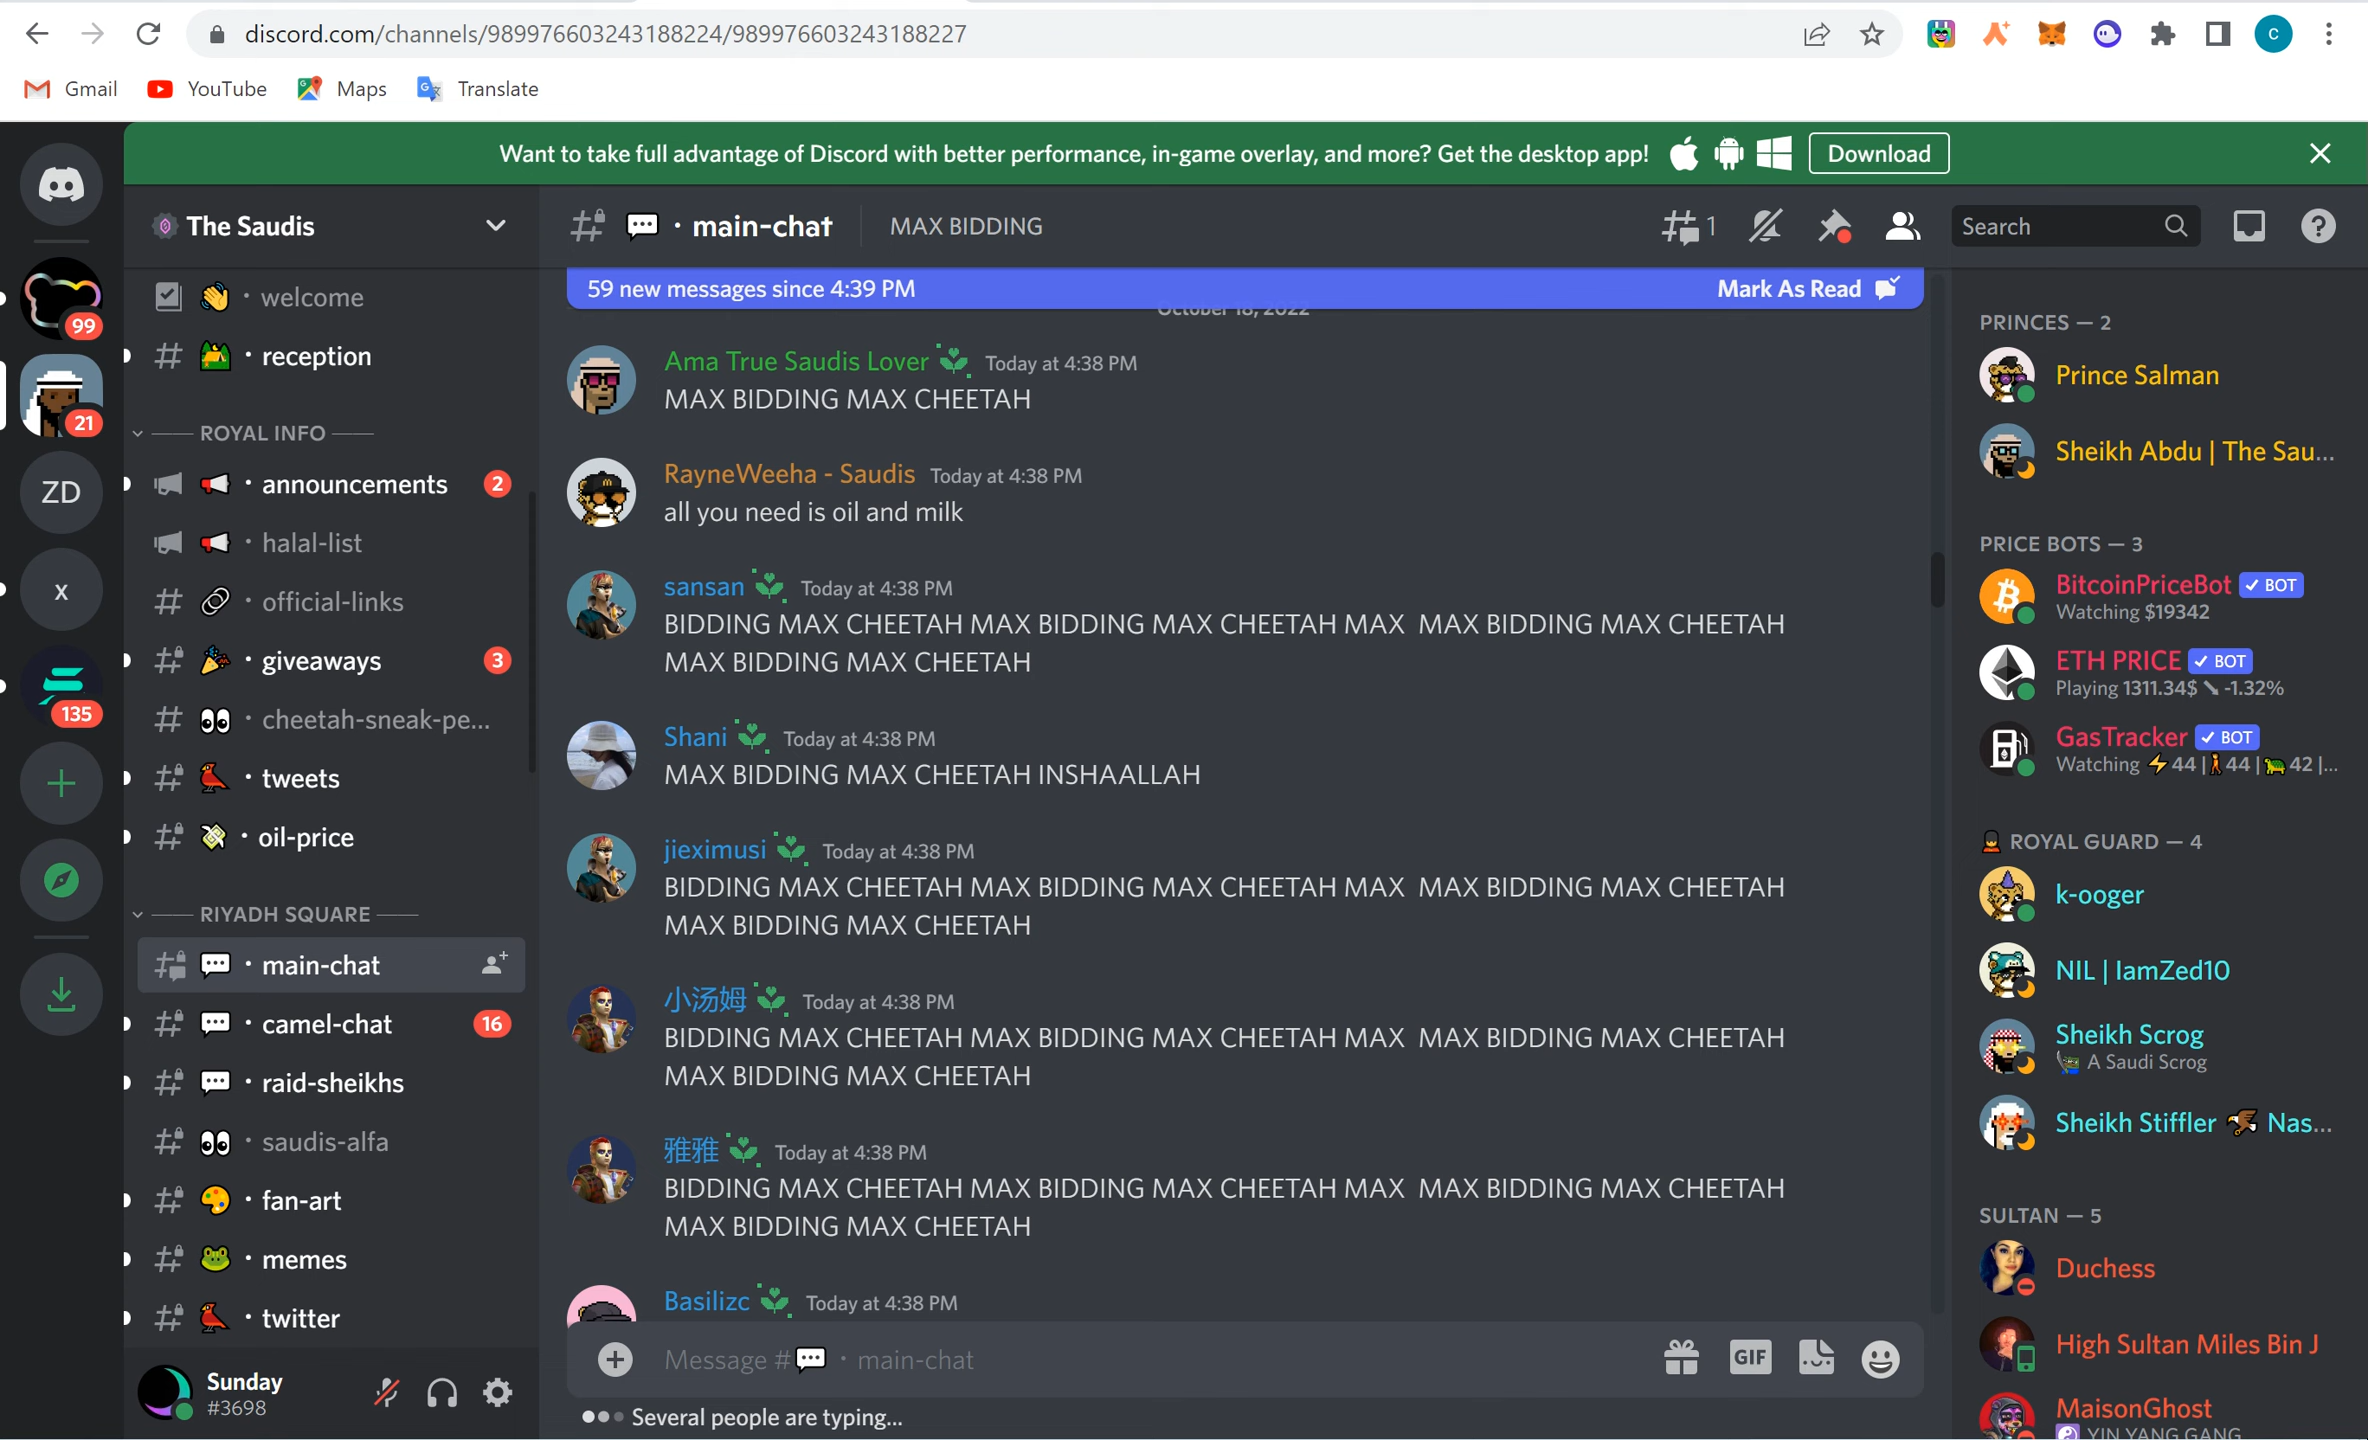 discord.com/channels/989976603243188224/989976603243188227
C
Gmail YouTube Maps Translate
Want to take full advantage of Discord with better performance, in-game overlay, and more? Get the desktop app! Download
99
21
ZD
x
135
The Saudis
welcome
reception
ROYAL INFO
announcements 2
halal-list
official-links
giveaways 3
cheetah-sneak-pe...
tweets
oil-price
RIYADH SQUARE
main-chat
camel-chat 16
raid-sheikhs
saudis-alfa
fan-art
memes
twitter
Sunday
#3698
main-chat MAX BIDDING
1
Search
59 new messages since 4:39 PM Mark As Read
October 18, 2022
Ama True Saudis Lover Today at 4:38 PM
MAX BIDDING MAX CHEETAH
RayneWeeha - Saudis Today at 4:38 PM
all you need is oil and milk
sansan Today at 4:38 PM
BIDDING MAX CHEETAH MAX BIDDING MAX CHEETAH MAX MAX BIDDING MAX CHEETAH
MAX BIDDING MAX CHEETAH
Shani Today at 4:38 PM
MAX BIDDING MAX CHEETAH INSHAALLAH
jieximusi Today at 4:38 PM
BIDDING MAX CHEETAH MAX BIDDING MAX CHEETAH MAX MAX BIDDING MAX CHEETAH
MAX BIDDING MAX CHEETAH
小汤姆 Today at 4:38 PM
BIDDING MAX CHEETAH MAX BIDDING MAX CHEETAH MAX MAX BIDDING MAX CHEETAH
MAX BIDDING MAX CHEETAH
雅雅 Today at 4:38 PM
BIDDING MAX CHEETAH MAX BIDDING MAX CHEETAH MAX MAX BIDDING MAX CHEETAH
MAX BIDDING MAX CHEETAH
Basilizc Today at 4:38 PM
Message # · main-chat
GIF
Several people are typing...
PRINCES — 2
Prince Salman
Sheikh Abdu | The Sau...
PRICE BOTS — 3
BitcoinPriceBot BOT
Watching $19342
ETH PRICE BOT
Playing 1311.34$ ↘ -1.32%
GasTracker BOT
Watching ⚡44 |🚶44 |🐢42 |...
ROYAL GUARD — 4
k-ooger
NIL | IamZed10
Sheikh Scrog
A Saudi Scrog
Sheikh Stiffler 🦅 Nas...
SULTAN — 5
Duchess
High Sultan Miles Bin J
MaisonGhost
YIN YANG GANG